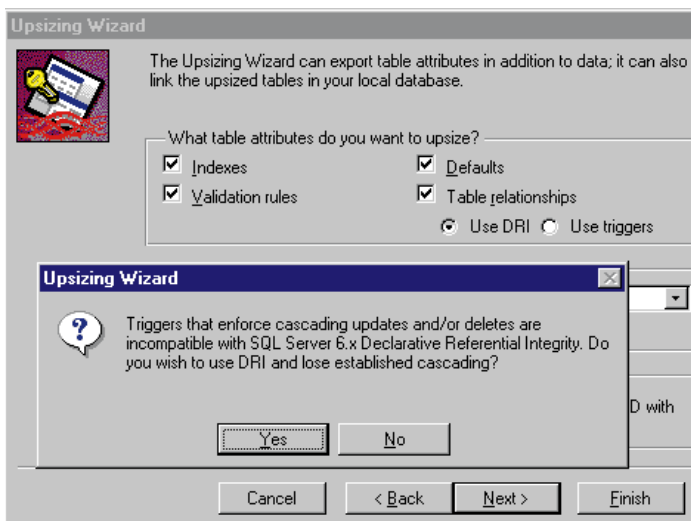 Upsizing Wizard
The Upsizing Wizard can export table attributes in addition to data; it can also
link the upsized tables in your local database.
What table attributes do you want to upsize?
Indexes
Defaults
Validation rules
Table relationships
Use DRI
Use triggers
Upsizing Wizard
Triggers that enforce cascading updates and/or deletes are
incompatible with SQL Server 6.x Declarative Referential Integrity. Do
you wish to use DRI and lose established cascading?
D with
Yes
No
Cancel
< Back
Next >
Finish